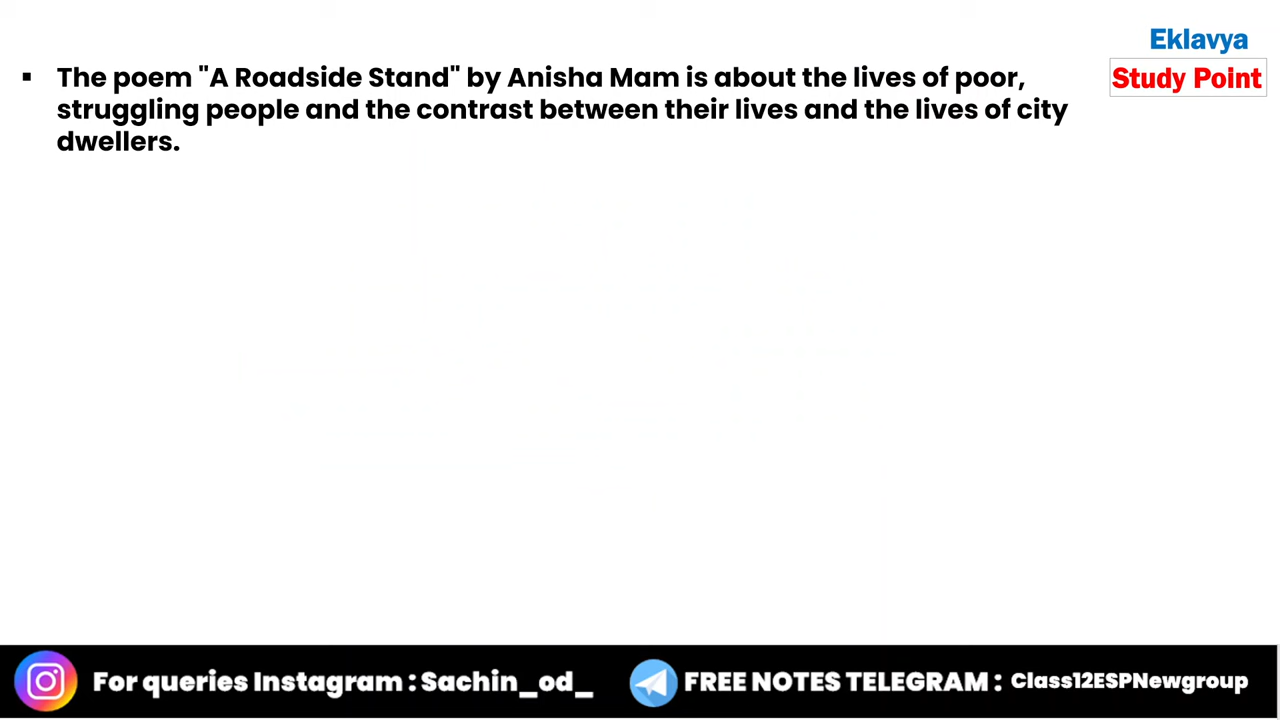 Eklavya
Study Point
▪ The poem "A Roadside Stand" by Anisha Mam is about the lives of poor,
struggling people and the contrast between their lives and the lives of city
dwellers.
For queries Instagram : Sachin_od_
FREE NOTES TELEGRAM : Class12ESPNewgroup